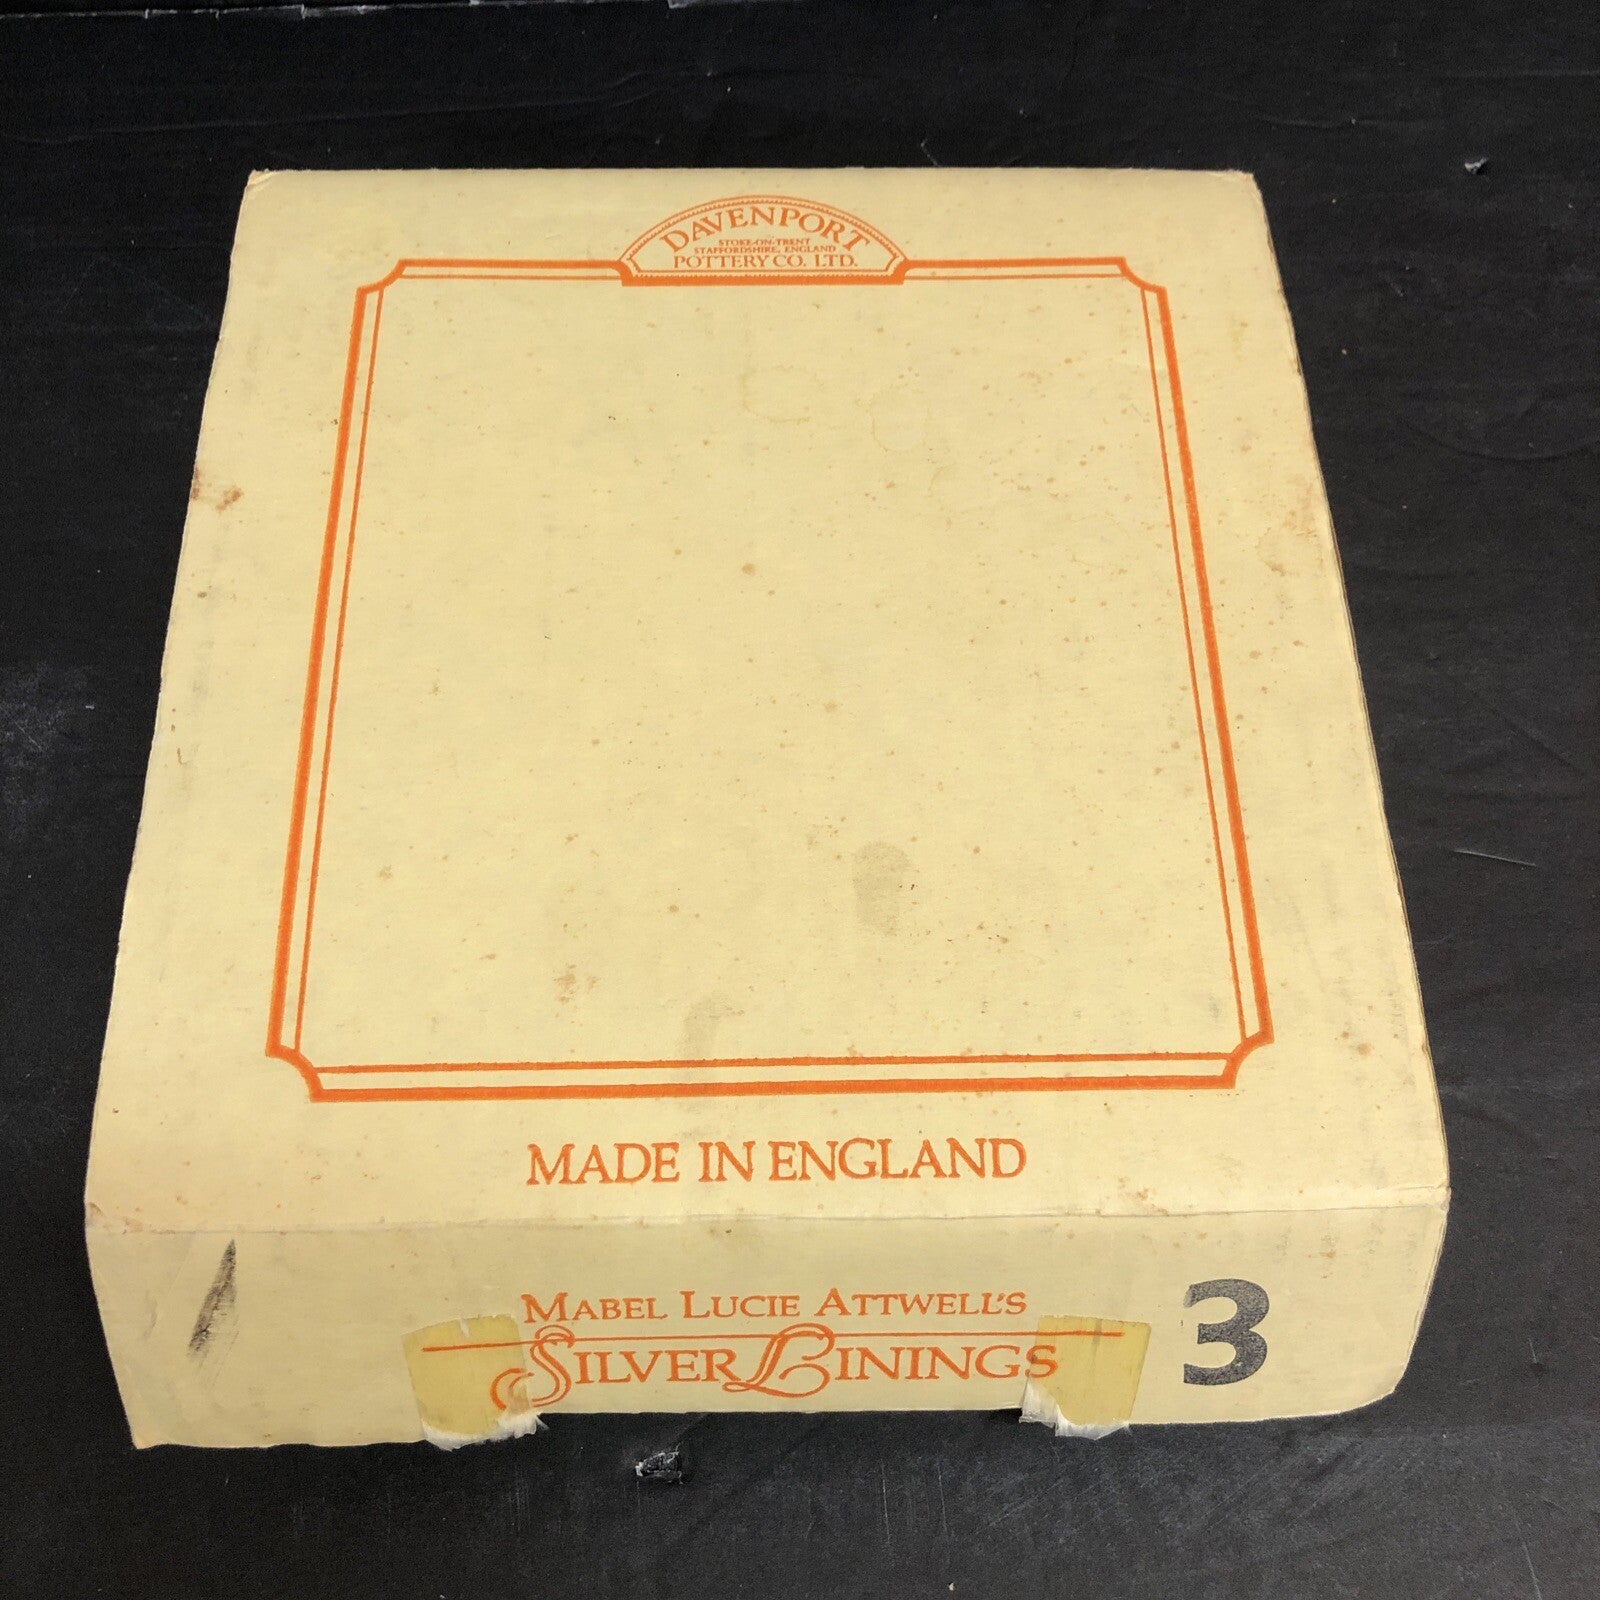 DAVENPORT
STOKE-ON-TRENT
STAFFORDSHIRE, ENGLAND
POTTERY CO. LTD.
MADE IN ENGLAND
MABEL LUCIE ATTWELL'S
SILVER LININGS
3